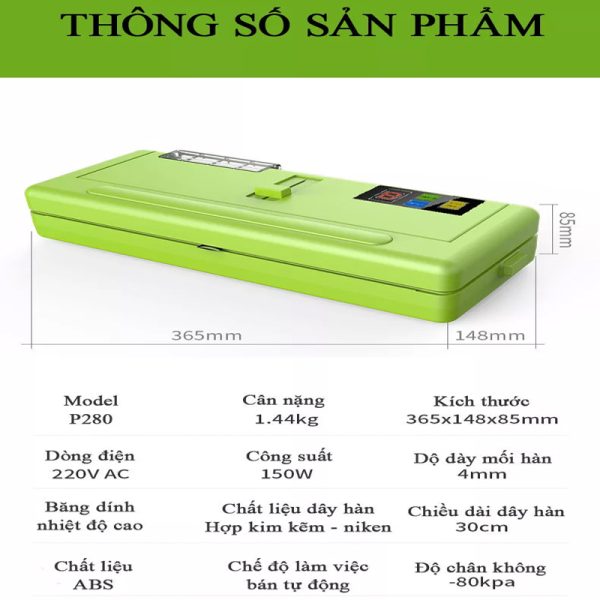 THÔNG SỐ SẢN PHẨM
85mm
365mm
148mm
Model
P280
Cân nặng
1.44kg
Kích thước
365x148x85mm
Dòng điện
220V AC
Công suất
150W
Dộ dày mối hàn
4mm
Băng dính
nhiệt độ cao
Chất liệu dây hàn
Hợp kim kẽm - niken
Chiều dài dây hàn
30cm
Chất liệu
ABS
Chế độ làm việc
bán tự động
Độ chân không
-80kpa